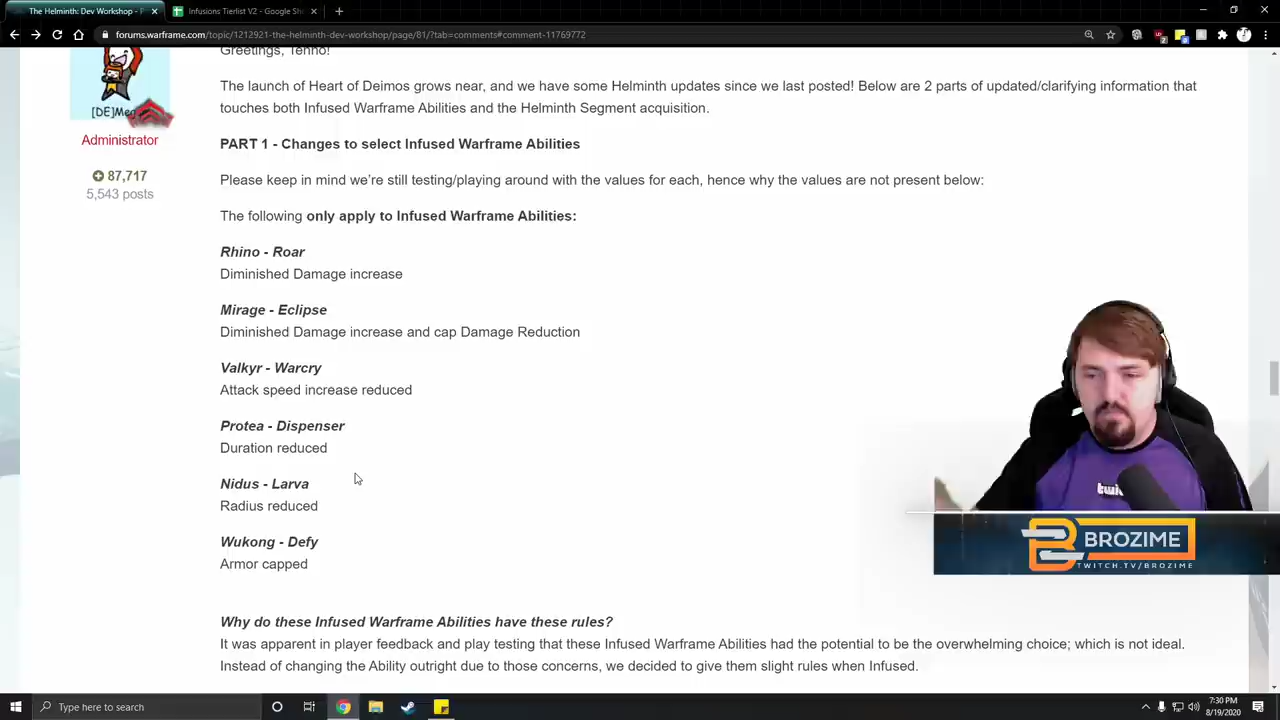 The Helminth: Dev Workshop - P
Infusions Tierlist V2 - Google Sh
forums.warframe.com/topic/1212921-the-helminth-dev-workshop/page/81/?tab=comments#comment-11769772
Greetings, Tenno!
The launch of Heart of Deimos grows near, and we have some Helminth updates since we last posted! Below are 2 parts of updated/clarifying information that
touches both Infused Warframe Abilities and the Helminth Segment acquisition.
[DE]Me
Administrator
87,717
5,543 posts
PART 1 - Changes to select Infused Warframe Abilities
Please keep in mind we're still testing/playing around with the values for each, hence why the values are not present below:
The following only apply to Infused Warframe Abilities:
Rhino - Roar
Diminished Damage increase
Mirage - Eclipse
Diminished Damage increase and cap Damage Reduction
Valkyr - Warcry
Attack speed increase reduced
Protea - Dispenser
Duration reduced
Nidus - Larva
Radius reduced
Wukong - Defy
Armor capped
Why do these Infused Warframe Abilities have these rules?
It was apparent in player feedback and play testing that these Infused Warframe Abilities had the potential to be the overwhelming choice; which is not ideal.
Instead of changing the Ability outright due to those concerns, we decided to give them slight rules when Infused.
twi
BROZIME
TWITCH.TV/BROZIME
Type here to search
7:30 PM
8/19/2020